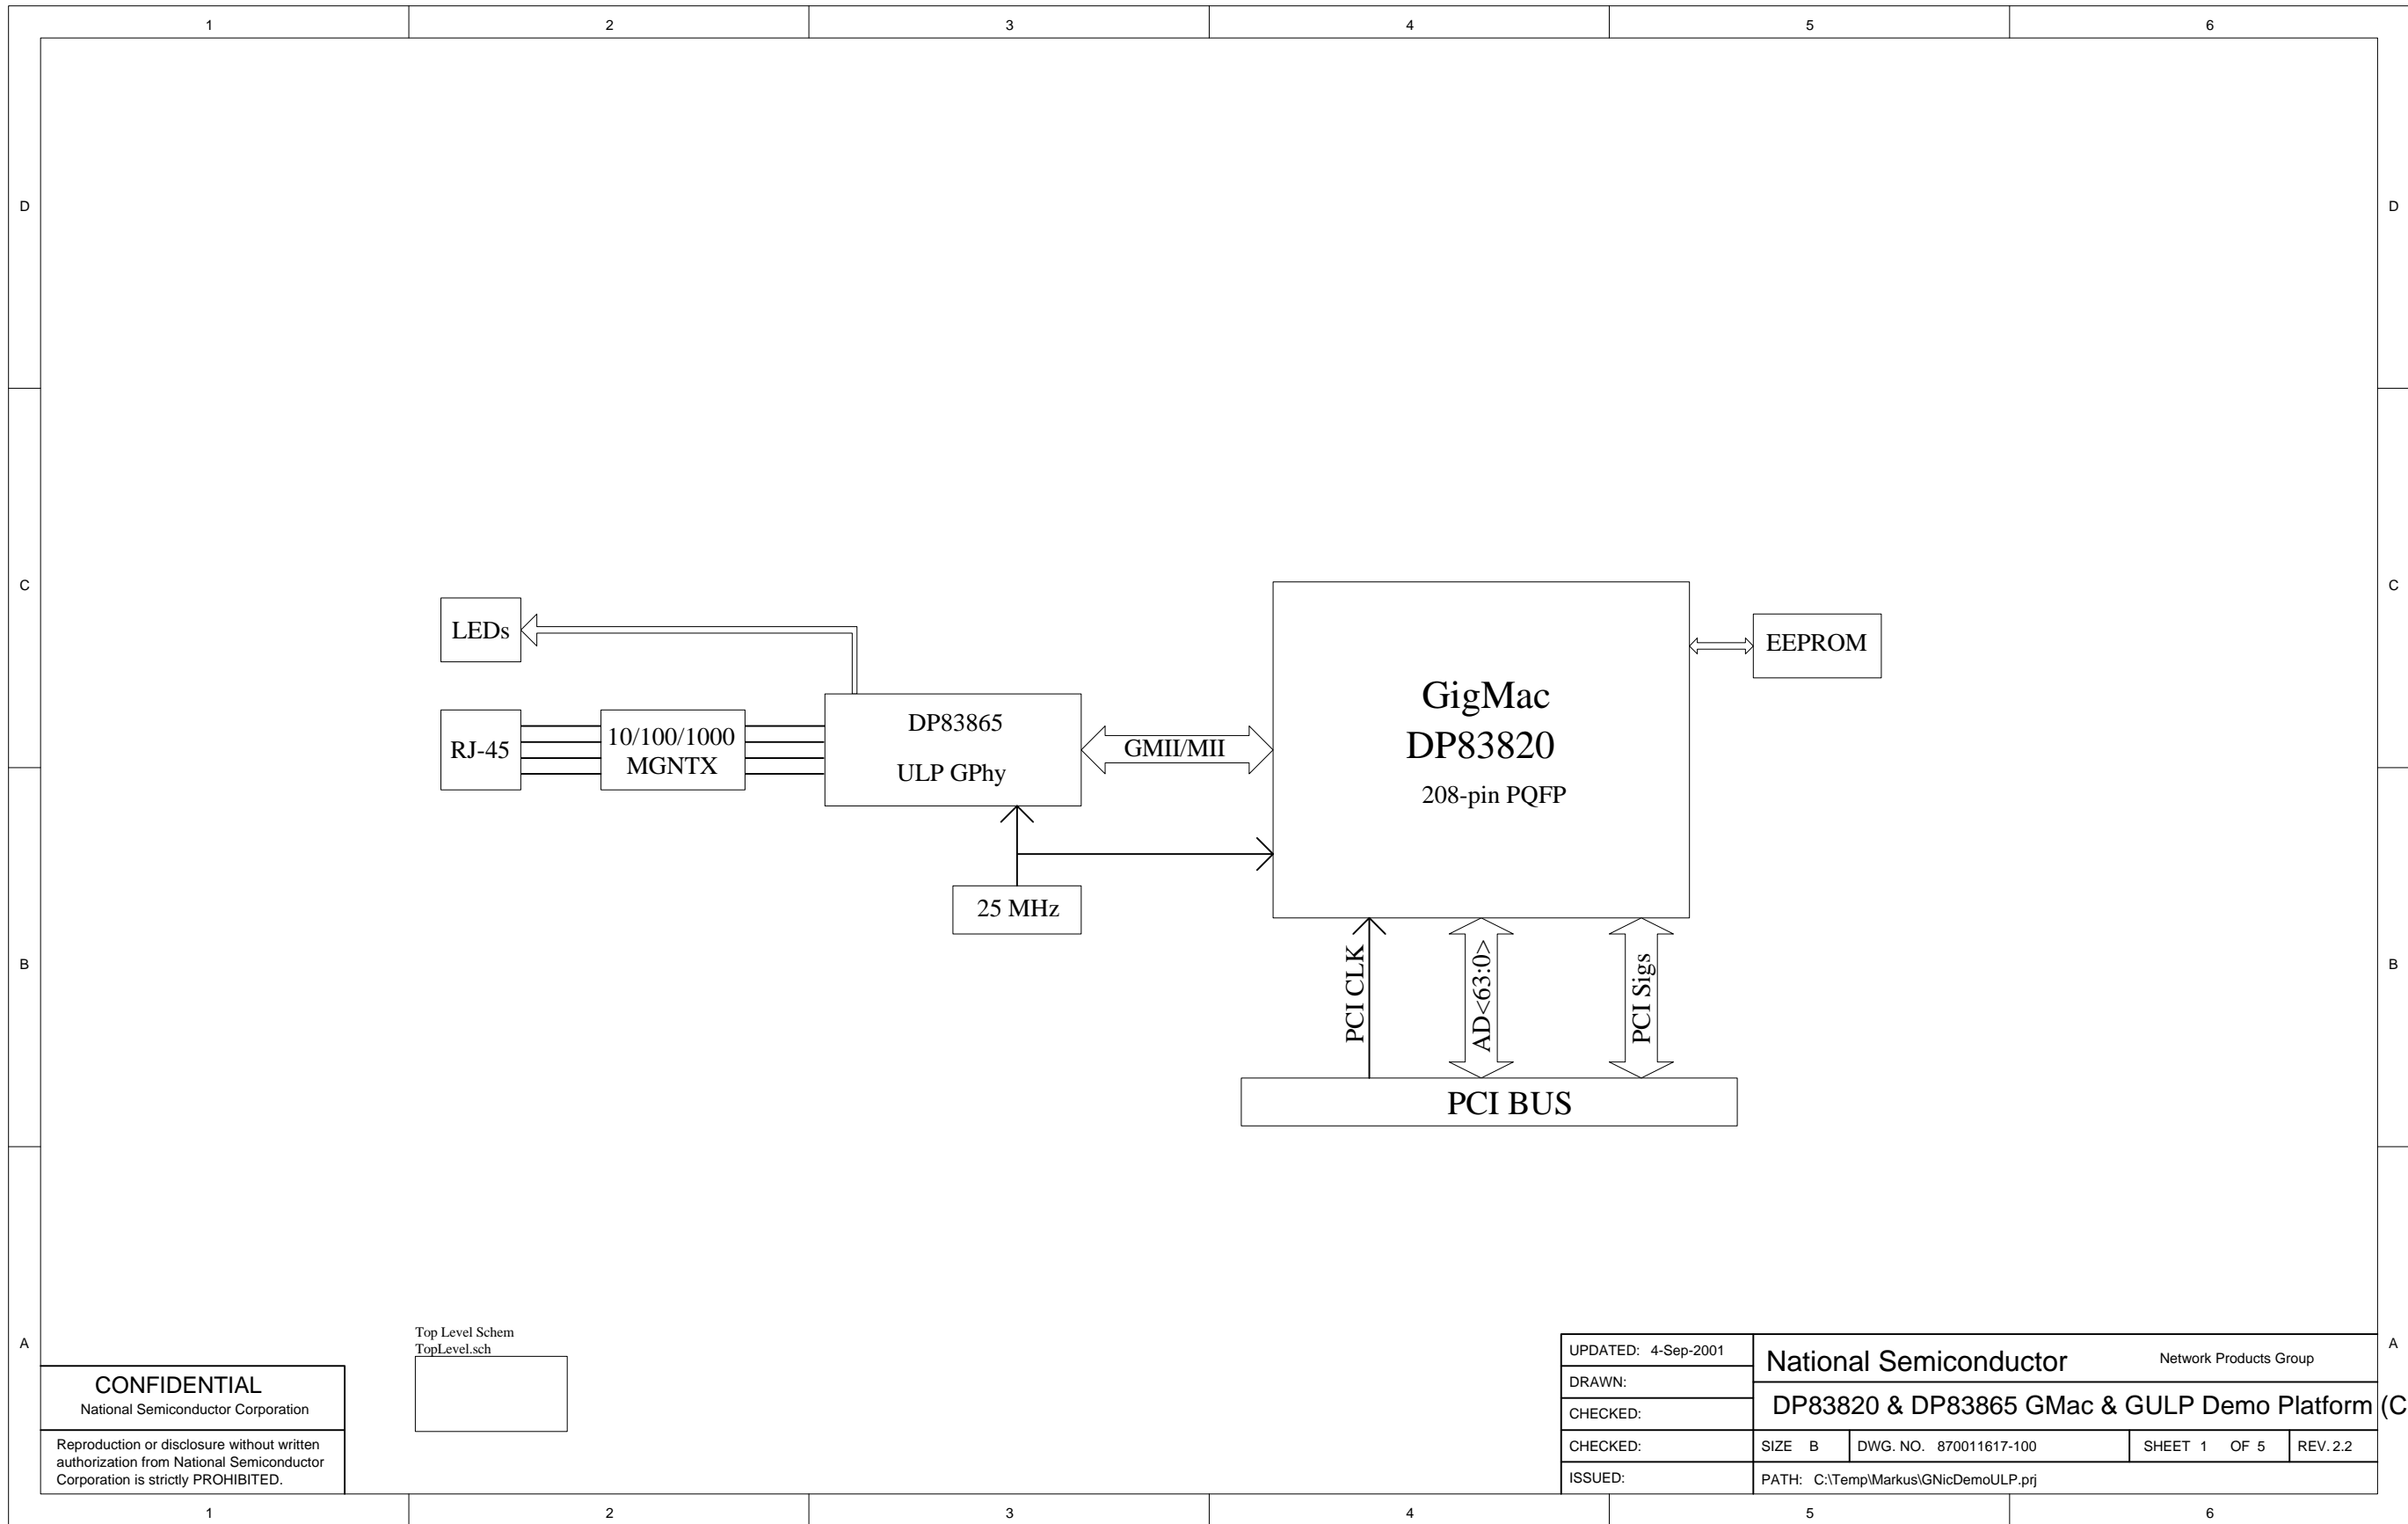 1 2 3 4 5 6
D D
C C
LEDs
EEPROM
GigMac
DP83820
208-pin PQFP
RJ-45
10/100/1000
MGNTX
DP83865
ULP GPhy
GMII/MII
25 MHz
B B
PCI CLK
AD<63:0>
PCI Sigs
PCI BUS
A A
Top Level Schem
TopLevel.sch
CONFIDENTIAL
National Semiconductor Corporation
Reproduction or disclosure without written
authorization from National Semiconductor
Corporation is strictly PROHIBITED.
UPDATED: 4-Sep-2001
DRAWN:
CHECKED:
CHECKED:
ISSUED:
National Semiconductor Network Products Group
DP83820 & DP83865 GMac & GULP Demo Platform (C
SIZE B DWG. NO. 870011617-100 SHEET 1 OF 5 REV. 2.2
PATH: C:\Temp\Markus\GNicDemoULP.prj
1 2 3 4 5 6